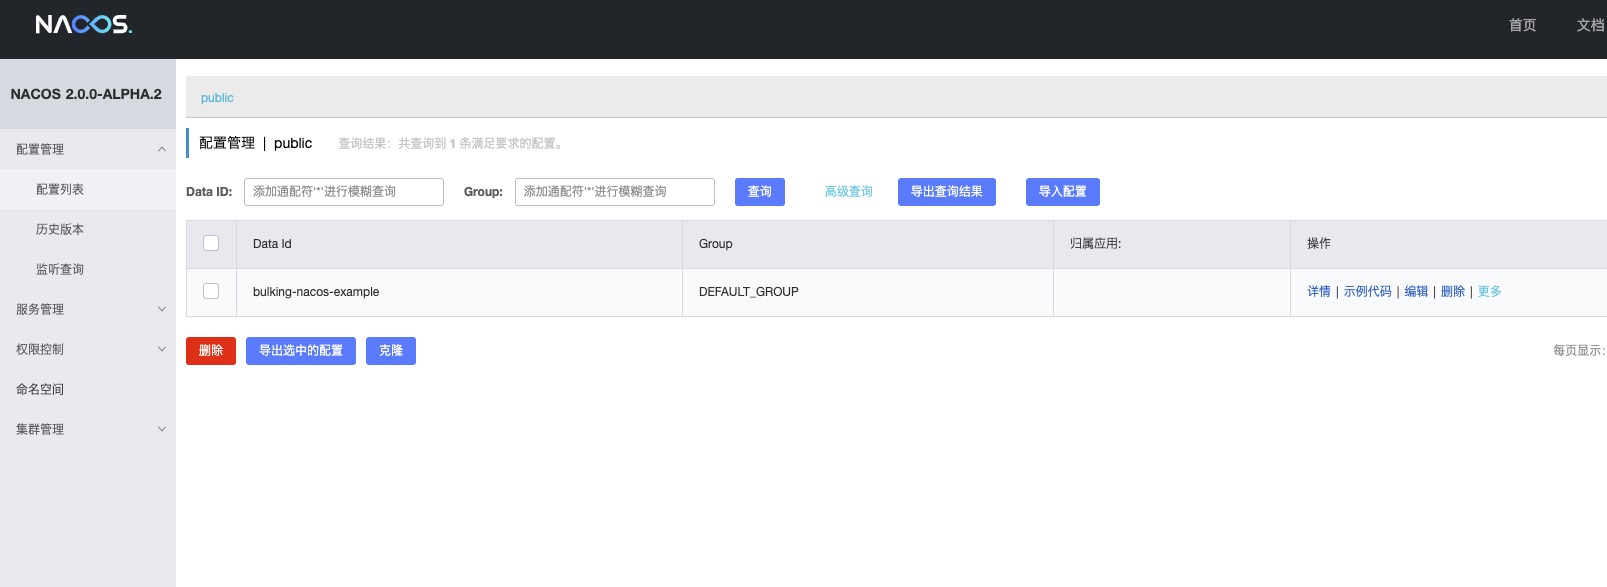 NACOS.
首页 文档
NACOS 2.0.0-ALPHA.2
配置管理
配置列表
历史版本
监听查询
服务管理
权限控制
命名空间
集群管理
public
配置管理 | public 查询结果：共查询到 1 条满足要求的配置。
Data ID: 添加通配符'*'进行模糊查询 Group: 添加通配符'*'进行模糊查询 查询 高级查询 导出查询结果 导入配置
Data Id Group 归属应用: 操作
bulking-nacos-example DEFAULT_GROUP 详情 | 示例代码 | 编辑 | 删除 | 更多
删除 导出选中的配置 克隆 每页显示: